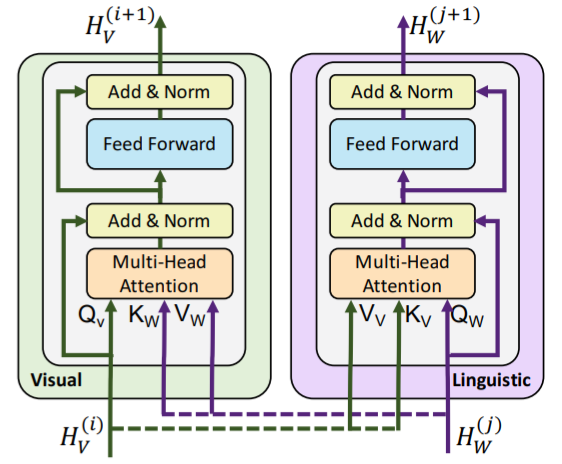 H_V^{(i+1)}
H_W^{(j+1)}
Add & Norm
Feed Forward
Add & Norm
Multi-Head
Attention
Q_v K_W V_W
Visual
Add & Norm
Feed Forward
Add & Norm
Multi-Head
Attention
V_V K_V Q_W
Linguistic
H_V^{(i)}
H_W^{(j)}